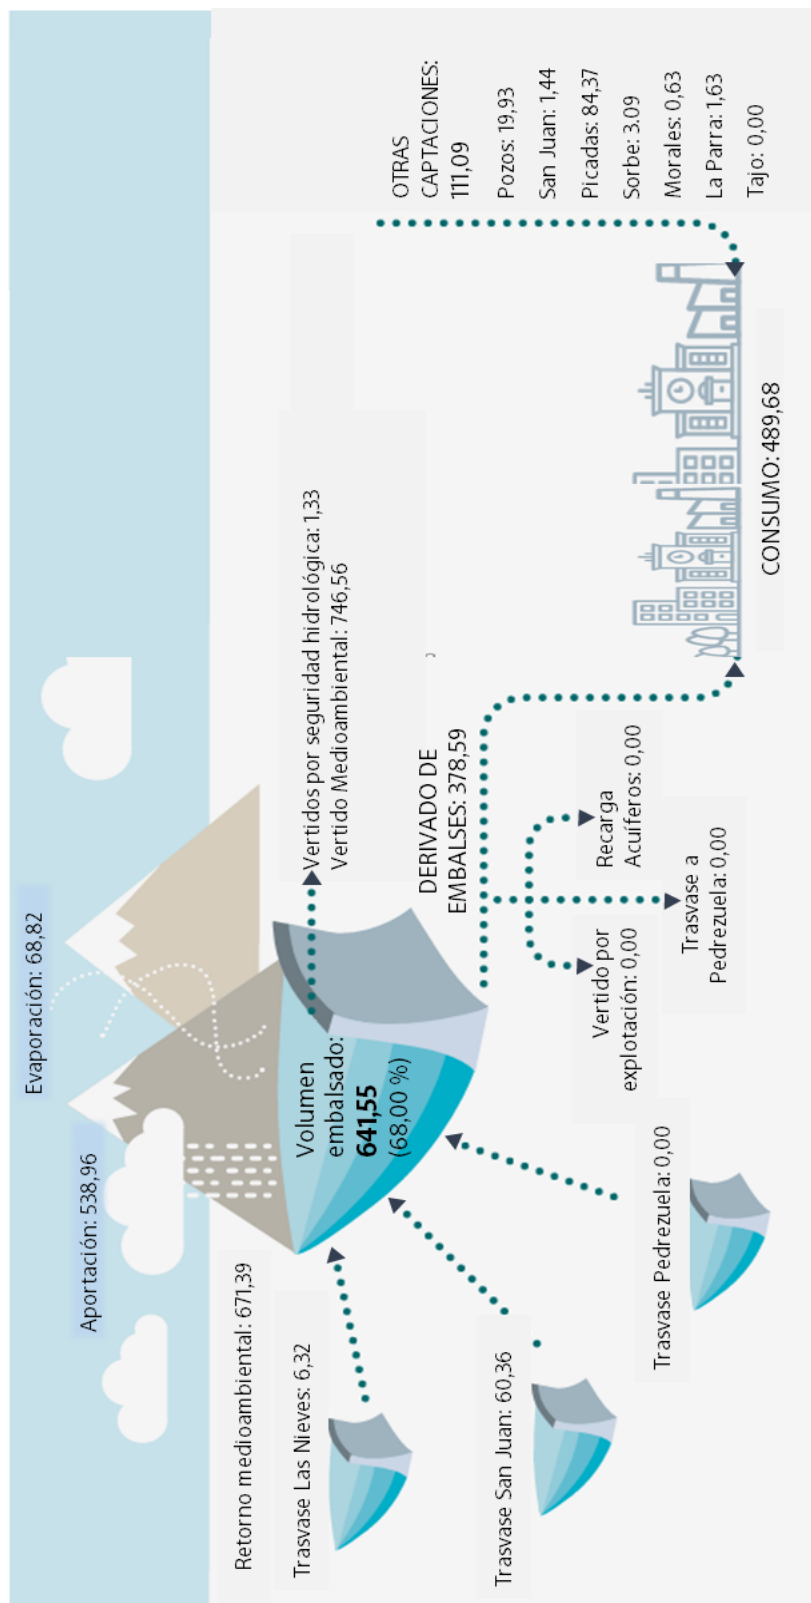 Evaporación: 68,82
Aportación: 538,96
Retorno medioambiental: 671,39
Trasvase Las Nieves: 6,32
Trasvase San Juan: 60,36
Trasvase Pedrezuela: 0,00
Volumen
embalsado:
641,55
(68,00 %)
Vertidos por seguridad hidrológica: 1,33
Vertido Medioambiental: 746,56
DERIVADO DE
EMBALSES: 378,59
Vertido por
explotación: 0,00
Trasvase a
Pedrezuela: 0,00
Recarga
Acuíferos: 0,00
CONSUMO: 489,68
OTRAS
CAPTACIONES:
111,09
Pozos: 19,93
San Juan: 1,44
Picadas: 84,37
Sorbe: 3.09
Morales: 0,63
La Parra: 1,63
Tajo: 0,00